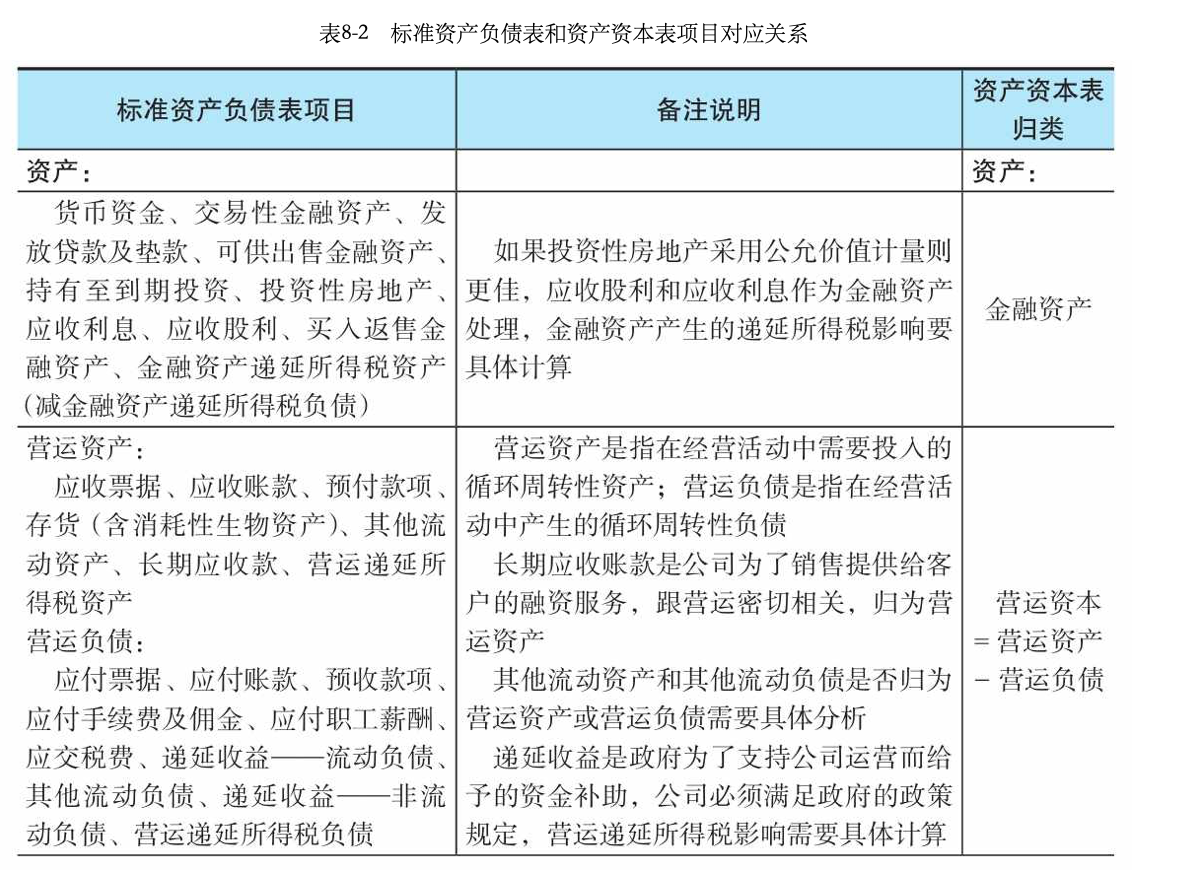 表8-2 标准资产负债表和资产资本表项目对应关系
标准资产负债表项目
备注说明
资产资本表
归类
资产：
资产：
货币资金、交易性金融资产、发
放贷款及垫款、可供出售金融资产、
持有至到期投资、投资性房地产、
应收利息、应收股利、买入返售金
融资产、金融资产递延所得税资产
（减金融资产递延所得税负债）
如果投资性房地产采用公允价值计量则
更佳，应收股利和应收利息作为金融资产
处理，金融资产产生的递延所得税影响要
具体计算
金融资产
营运资产：
应收票据、应收账款、预付款项、
存货（含消耗性生物资产）、其他流
动资产、长期应收款、营运递延所
得税资产
营运负债：
应付票据、应付账款、预收款项、
应付手续费及佣金、应付职工薪酬、
应交税费、递延收益——流动负债、
其他流动负债、递延收益——非流
动负债、营运递延所得税负债
营运资产是指在经营活动中需要投入的
循环周转性资产；营运负债是指在经营活
动中产生的循环周转性负债
长期应收账款是公司为了销售提供给客
户的融资服务，跟营运密切相关，归为营
运资产
其他流动资产和其他流动负债是否归为
营运资产或营运负债需要具体分析
递延收益是政府为了支持公司运营而给
予的资金补助，公司必须满足政府的政策
规定，营运递延所得税影响需要具体计算
营运资本
= 营运资产
− 营运负债